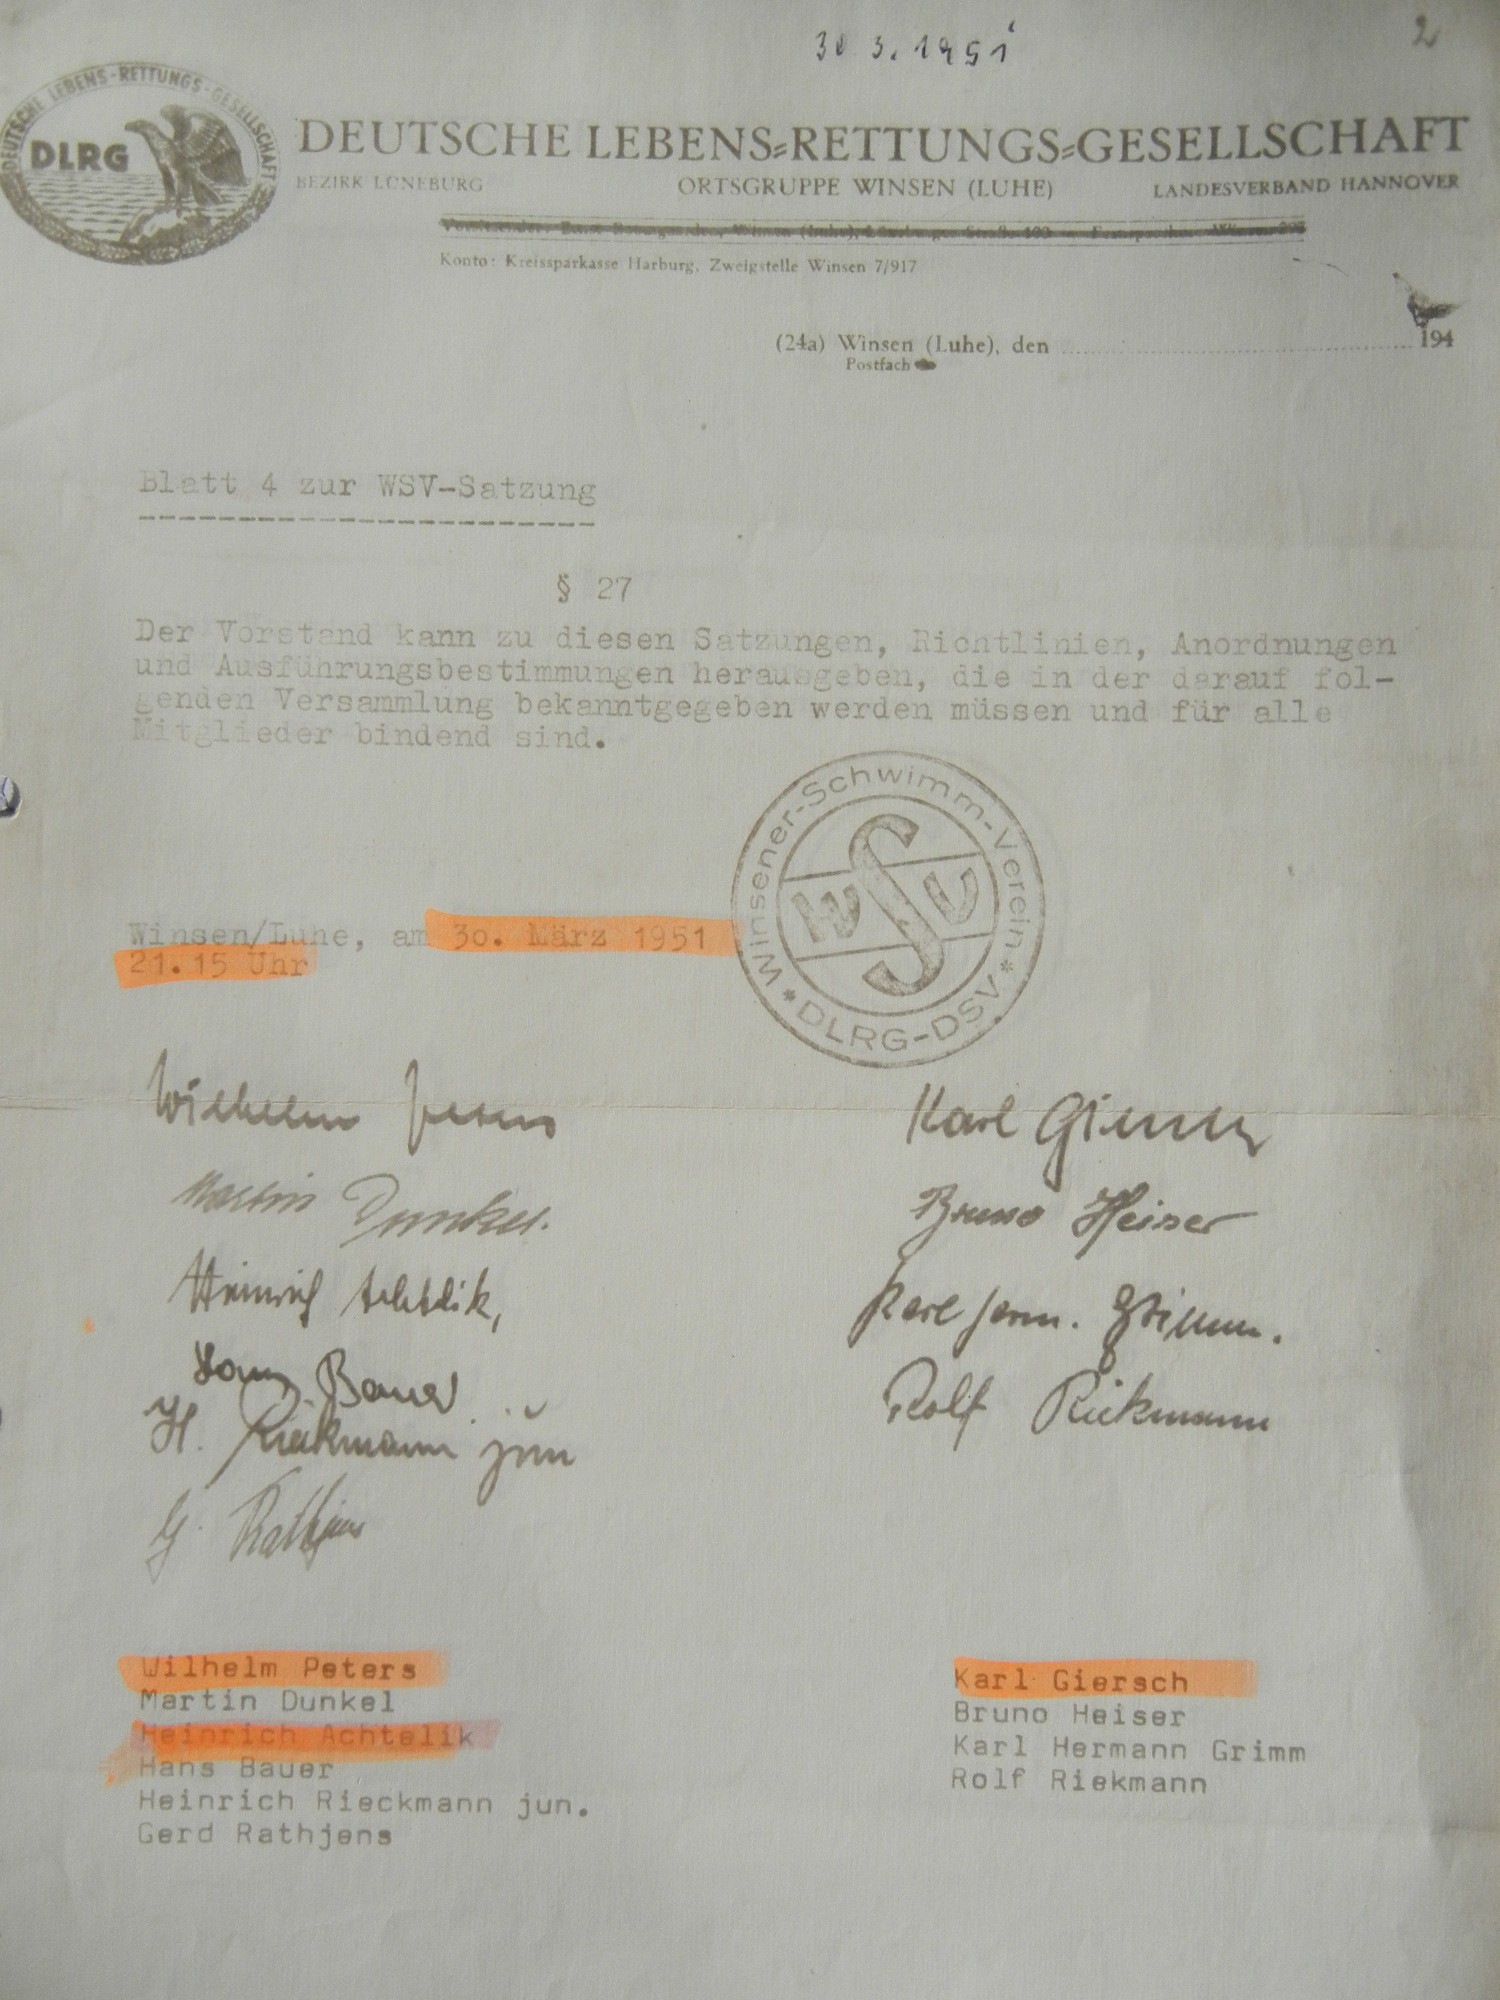 30 3. 1951
2
DEUTSCHE LEBENS-RETTUNGS-GESELLSCHAFT
DLRG
DEUTSCHE LEBENS=RETTUNGS=GESELLSCHAFT
BEZIRK LÜNEBURG ORTSGRUPPE WINSEN (LUHE) LANDESVERBAND HANNOVER
Konto: Kreissparkasse Harburg, Zweigstelle Winsen 7/917
(24a) Winsen (Luhe), den 194
Postfach
Blatt 4 zur WSV-Satzung
§ 27
Der Vorstand kann zu diesen Satzungen, Richtlinien, Anordnungen
und Ausführungsbestimmungen herausgeben, die in der darauf fol-
genden Versammlung bekanntgegeben werden müssen und für alle
Mitglieder bindend sind.
Winsener-Schwimm-Verein
WSV
* DLRG-DSV *
Winsen/Luhe, am 3o. März 1951
21.15 Uhr
Wilhelm Peters
Karl Giersch
Martin Dunkel.
Bruno Heiser
Heinrich Achtelik,
Karl Herm. Grimm.
Hans Bauer
Rolf Riekmann
H. Riekmann jun
G. Rathjens
Wilhelm Peters
Martin Dunkel
Heinrich Achtelik
Hans Bauer
Heinrich Rieckmann jun.
Gerd Rathjens
Karl Giersch
Bruno Heiser
Karl Hermann Grimm
Rolf Riekmann